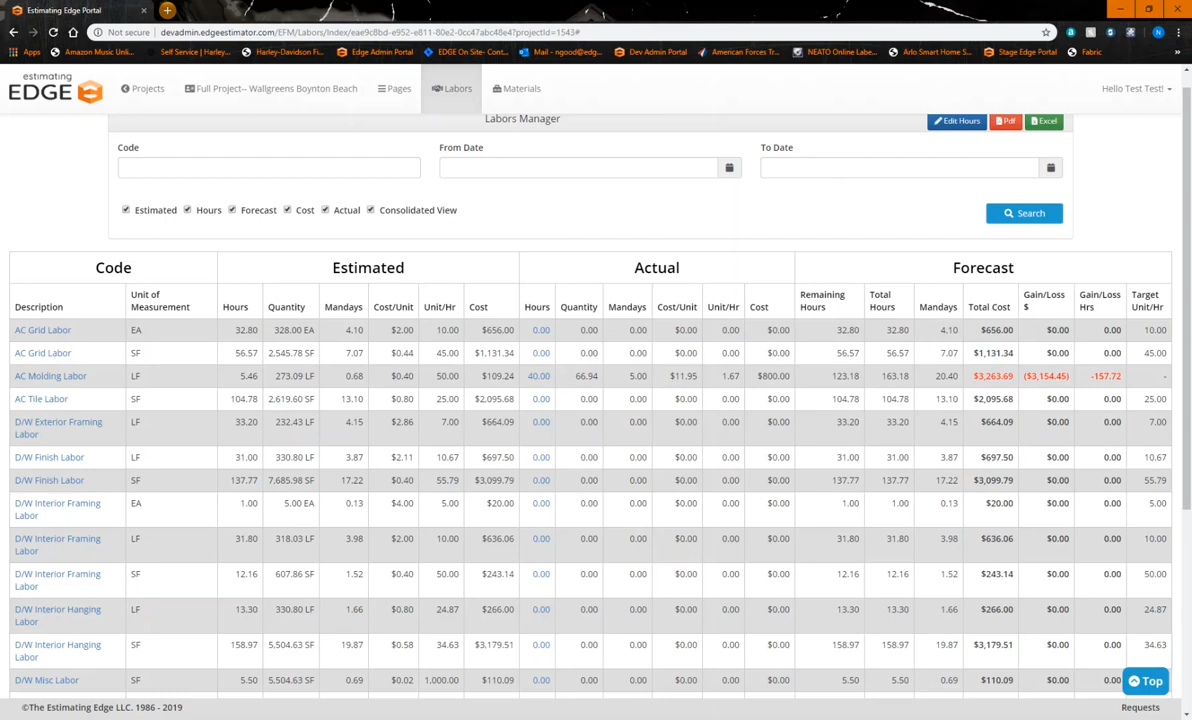 Estimating Edge Portal
Not secure | devadmin.edgeestimator.com/EFM/Labors/Index/eae9c8bd-e952-e811-80e2-0cc47abc48e4?projectId=1543#
Apps Amazon Music Unli... Self Service | Harley... Harley-Davidson Fi... Edge Admin Portal EDGE On Site- Cont... Mail – ngood@edg... Dev Admin Portal American Forces Tr... NEATO Online Labe... Arlo Smart Home S... Stage Edge Portal Fabric »
estimating
EDGE
Projects Full Project-- Wallgreens Boynton Beach Pages Labors Materials Hello Test Test!
Labors Manager Edit Hours Pdf Excel
Code From Date To Date
Estimated Hours Forecast Cost Actual Consolidated View Search
Code Estimated Actual Forecast
Description Unit of Measurement Hours Quantity Mandays Cost/Unit Unit/Hr Cost Hours Quantity Mandays Cost/Unit Unit/Hr Cost Remaining Hours Total Hours Mandays Total Cost Gain/Loss $ Gain/Loss Hrs Target Unit/Hr
AC Grid Labor EA 32.80 328.00 EA 4.10 $2.00 10.00 $656.00 0.00 0.00 0.00 $0.00 0.00 $0.00 32.80 32.80 4.10 $656.00 $0.00 0.00 10.00
AC Grid Labor SF 56.57 2,545.78 SF 7.07 $0.44 45.00 $1,131.34 0.00 0.00 0.00 $0.00 0.00 $0.00 56.57 56.57 7.07 $1,131.34 $0.00 0.00 45.00
AC Molding Labor LF 5.46 273.09 LF 0.68 $0.40 50.00 $109.24 40.00 66.94 5.00 $11.95 1.67 $800.00 123.18 163.18 20.40 $3,263.69 ($3,154.45) -157.72 -
AC Tile Labor SF 104.78 2,619.60 SF 13.10 $0.80 25.00 $2,095.68 0.00 0.00 0.00 $0.00 0.00 $0.00 104.78 104.78 13.10 $2,095.68 $0.00 0.00 25.00
D/W Exterior Framing Labor LF 33.20 232.43 LF 4.15 $2.86 7.00 $664.09 0.00 0.00 0.00 $0.00 0.00 $0.00 33.20 33.20 4.15 $664.09 $0.00 0.00 7.00
D/W Finish Labor LF 31.00 330.80 LF 3.87 $2.11 10.67 $697.50 0.00 0.00 0.00 $0.00 0.00 $0.00 31.00 31.00 3.87 $697.50 $0.00 0.00 10.67
D/W Finish Labor SF 137.77 7,685.98 SF 17.22 $0.40 55.79 $3,099.79 0.00 0.00 0.00 $0.00 0.00 $0.00 137.77 137.77 17.22 $3,099.79 $0.00 0.00 55.79
D/W Interior Framing Labor EA 1.00 5.00 EA 0.13 $4.00 5.00 $20.00 0.00 0.00 0.00 $0.00 0.00 $0.00 1.00 1.00 0.13 $20.00 $0.00 0.00 5.00
D/W Interior Framing Labor LF 31.80 318.03 LF 3.98 $2.00 10.00 $636.06 0.00 0.00 0.00 $0.00 0.00 $0.00 31.80 31.80 3.98 $636.06 $0.00 0.00 10.00
D/W Interior Framing Labor SF 12.16 607.86 SF 1.52 $0.40 50.00 $243.14 0.00 0.00 0.00 $0.00 0.00 $0.00 12.16 12.16 1.52 $243.14 $0.00 0.00 50.00
D/W Interior Hanging Labor LF 13.30 330.80 LF 1.66 $0.80 24.87 $266.00 0.00 0.00 0.00 $0.00 0.00 $0.00 13.30 13.30 1.66 $266.00 $0.00 0.00 24.87
D/W Interior Hanging Labor SF 158.97 5,504.63 SF 19.87 $0.58 34.63 $3,179.51 0.00 0.00 0.00 $0.00 0.00 $0.00 158.97 158.97 19.87 $3,179.51 $0.00 0.00 34.63
D/W Misc Labor SF 5.50 5,504.63 SF 0.69 $0.02 1,000.00 $110.09 0.00 0.00 0.00 $0.00 0.00 $0.00 5.50 5.50 0.69 $110.09 $0.00 0.00
Top
©The Estimating Edge LLC. 1986 - 2019 Requests